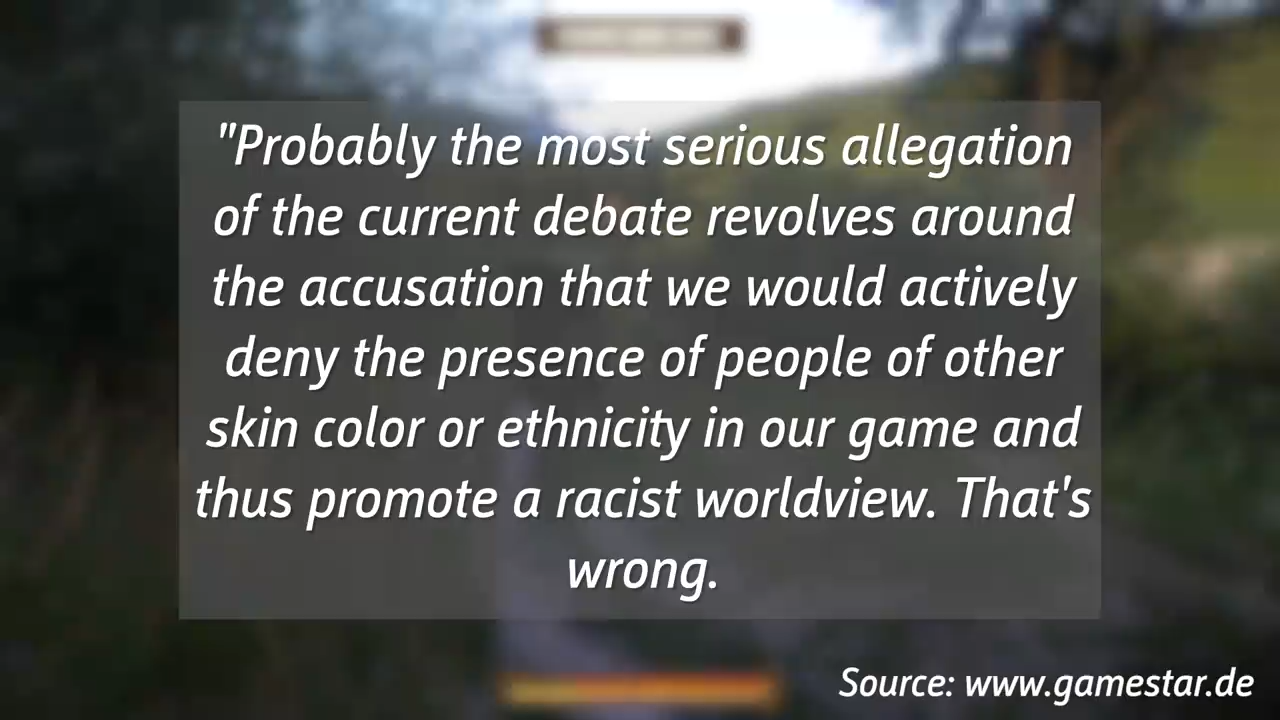 "Probably the most serious allegation
of the current debate revolves around
the accusation that we would actively
deny the presence of people of other
skin color or ethnicity in our game and
thus promote a racist worldview. That's
wrong.
Source: www.gamestar.de